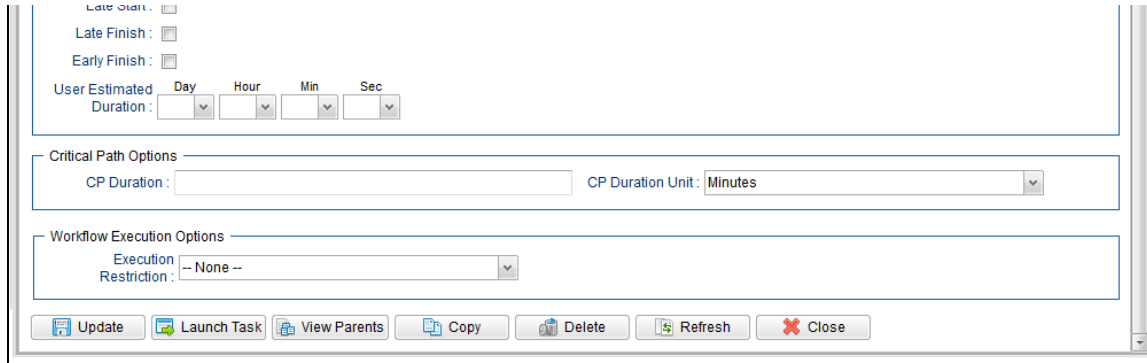 Late Start :
Late Finish :
Early Finish :
User Estimated Duration : Day Hour Min Sec
Critical Path Options
CP Duration : CP Duration Unit : Minutes
Workflow Execution Options
Execution Restriction : -- None --
Update Launch Task View Parents Copy Delete Refresh Close